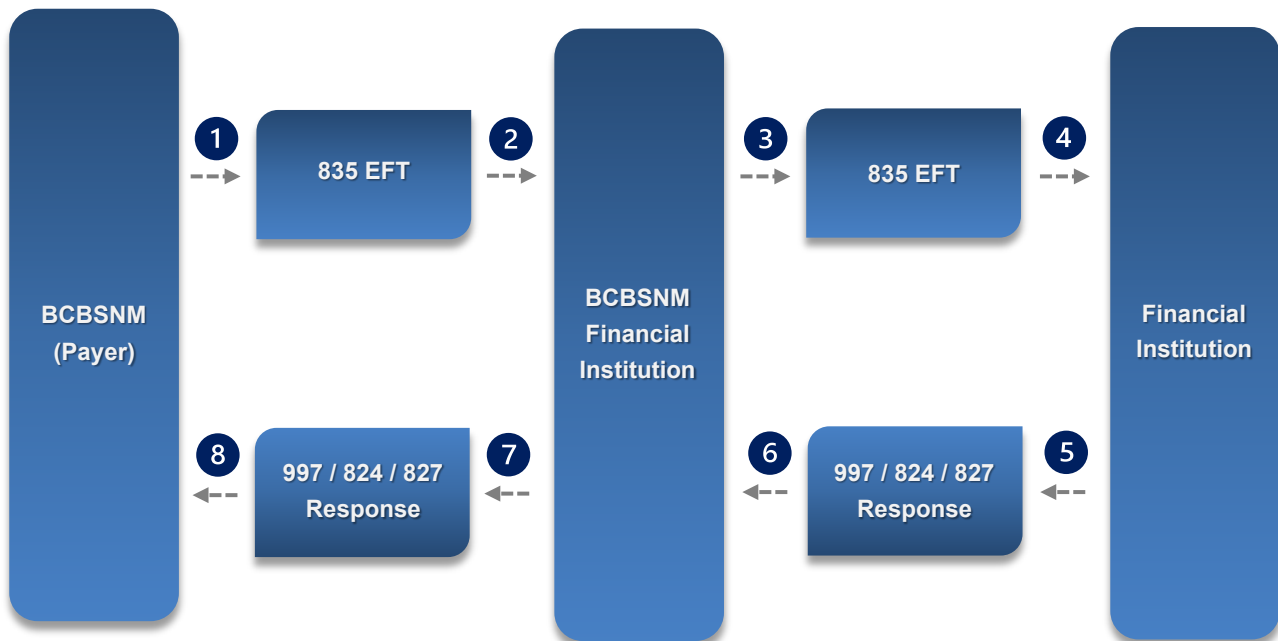 1
835 EFT
2
3
835 EFT
4
BCBSNM
(Payer)
BCBSNM
Financial
Institution
Financial
Institution
8
997 / 824 / 827
Response
7
6
997 / 824 / 827
Response
5